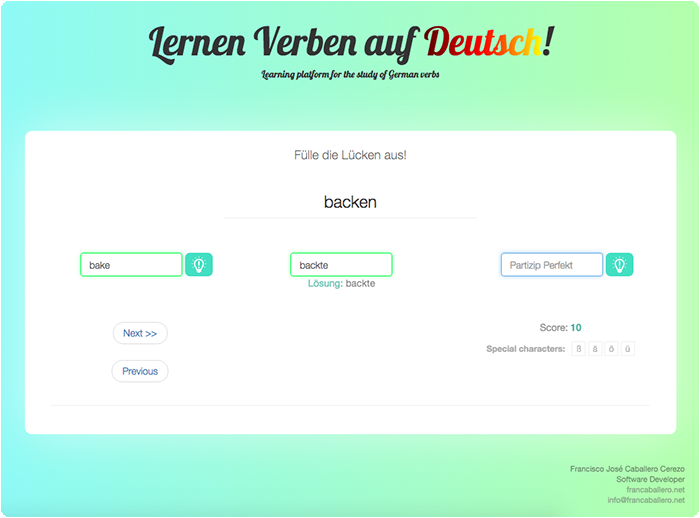 Lernen Verben auf Deutsch!
Learning platform for the study of German verbs
Fülle die Lücken aus!
backen
bake
backte
Partizip Perfekt
Lösung: backte
Next >>
Score: 10
Special characters: ß ä ö ü
Previous
Francisco José Caballero Cerezo
Software Developer
francaballero.net
info@francaballero.net